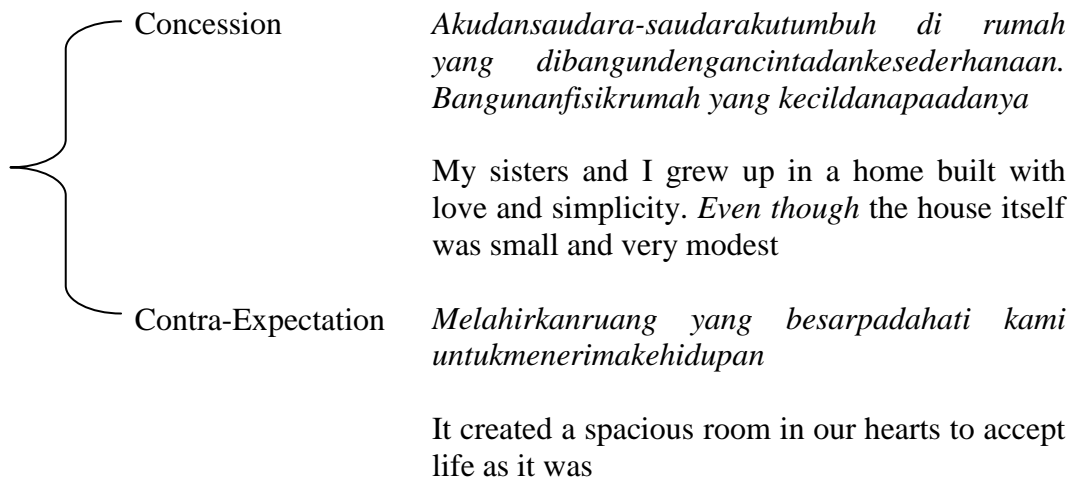 Concession
Akudansaudara-saudarakutumbuh di rumah
yang dibangundengancintadankesederhanaan.
Bangunanfisikrumah yang kecildanapaadanya
My sisters and I grew up in a home built with
love and simplicity. Even though the house itself
was small and very modest
Contra-Expectation
Melahirkanruang yang besarpadahati kami
untukmenerimakehidupan
It created a spacious room in our hearts to accept
life as it was